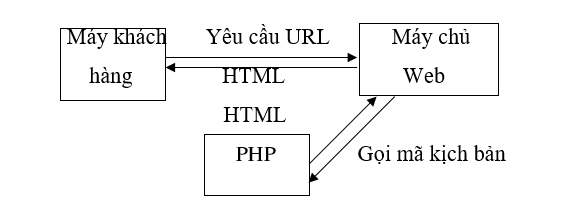 Máy khách hàng
Yêu cầu URL
Máy chủ
Web
HTML
HTML
PHP
Gọi mã kịch bản